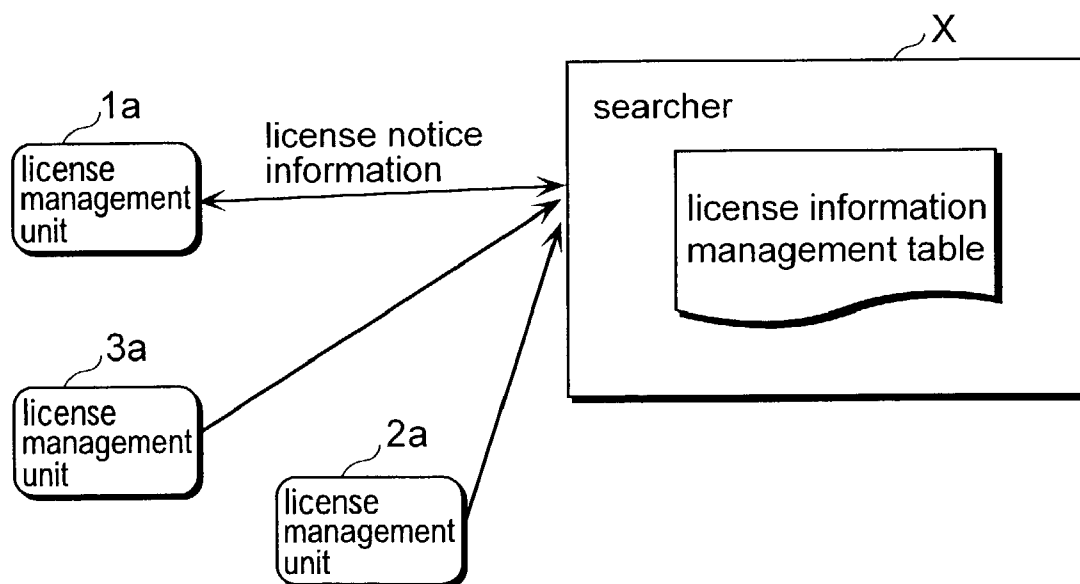 X
searcher
1a
license notice
information
license
management
unit
license information
management table
3a
license
management
unit
2a
license
management
unit